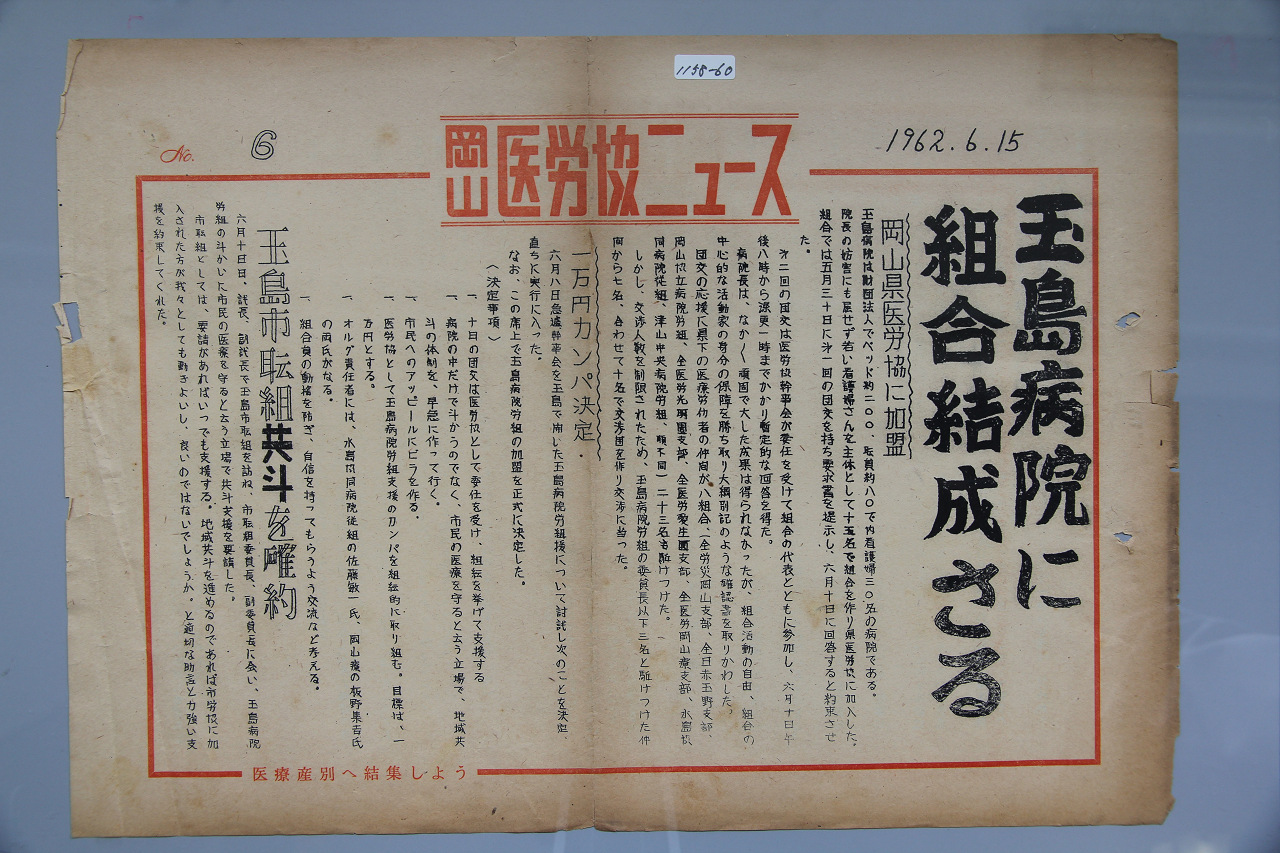 1158-60
No. 6
岡山医労協ニュース
1962.6.15
玉島病院に
組合結成さる
岡山県医労協に加盟
玉島病院は財団法人でベッド約二〇〇、耺員約八〇で内看護婦三〇名の病院である。
院長の妨害にも屈せず若い看護婦さんを主体として十五名で組合を作り県医労協に加入した。
組合では五月三十日に才一回の団交を持ち要求書を提示し、六月十日に回答すると約束させ
た。
才二回の団交は医労協幹事会が委任を受けて組合の代表とともに参加し、六月十日午
後八時から深更一時までかかり暫定的な回答を得た。
病院長は、なか〱頑固で大した成果は得られなかったが、組合活動の自由、組合の
中心的な活動家の身分の保障を勝ち取り大綱別記のような確認書を取りかわした。
団交の応援に県下の医療労仂者の仲间が八組合、(全労災岡山支部、全日赤玉野支部、
岡山協立病院労組、全医労光明園支部、全医労愛生園支部、全医労岡山療支部、水島協
同病院従組、津山中央病院労組、順不同)二十三名も駈けつけた。
しかし、交渉人数を制限されたため、玉島病院労組の委員長以下三名と駈けつけた仲
间から七名、合わせて十名で交渉団を作り交渉に当った。
一万円カンパ決定・
六月八日急遽幹事会を玉島で開いた玉島病院労組援について討議し次のことを決定、
直ちに実行に入った。
なお、この席上で玉島病院労組の加盟を正式に決定した。
(決定事項)
一、十日の団交は医労協として委任を受け、組耺を挙げて支援する
一、病院の中だけで斗かうのでなく、市民の医療を守ると云う立場で、地域共
斗の体制を、早急に作って行く。
一、市民へのアッピールビラを作る。
一、医労協として玉島病院労組支援のカンパを組耺的に取り組む。目標は、一
万円とする。
一、オルグ責任者には、水島協同病院従組の佐藤敏一氏、岡山療の板野集吉氏
の両氏がなる。
一、組合員の動揺を防ぎ、自信を持ってもらうよう交流など考える。
玉島市耺組共斗を確約
六月十日日、議長、副議長で玉島市耺組を訪ね、市耺組委員長、副委員長に会い、玉島病院
労組の斗かいに市民の医療を守ると云う立場で共斗支援を要請した。
市耺組としては、要請があればいつでも支援する。地域共斗を進めるのであれば市労協に加
入された方が我々としても動きよいし、良いのではないでしょうか。と適切な助言と力強い支
援を約束してくれた。
医療産別へ結集しよう